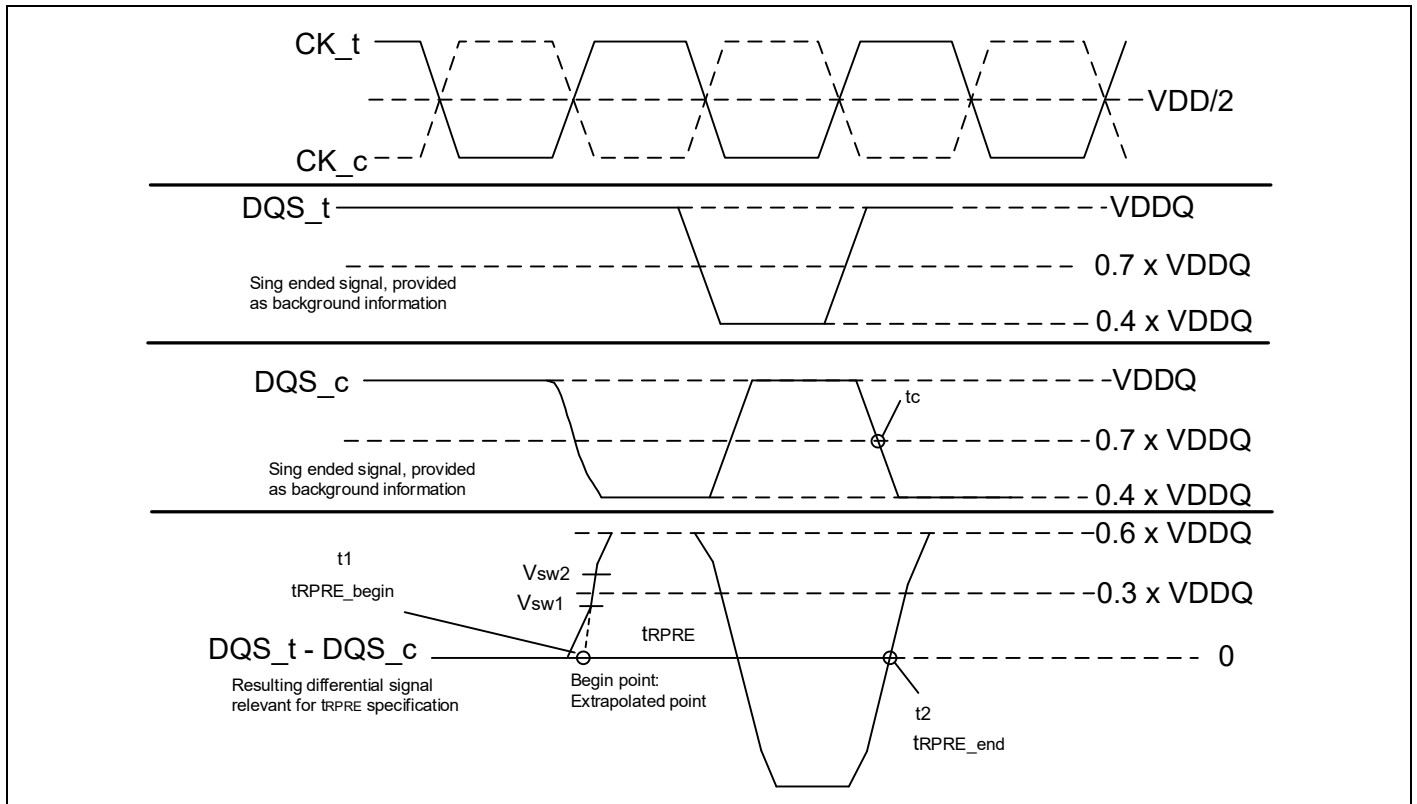 CK_t
VDD/2
CK_c
DQS_t
VDDQ
0.7 x VDDQ
Sing ended signal, provided
as background information
0.4 x VDDQ
DQS_c
VDDQ
tc
0.7 x VDDQ
Sing ended signal, provided
as background information
0.4 x VDDQ
0.6 x VDDQ
t1
Vsw2
tRPRE_begin
0.3 x VDDQ
Vsw1
tRPRE
DQS_t - DQS_c
0
Resulting differential signal
relevant for tRPRE specification
Begin point:
Extrapolated point
t2
tRPRE_end